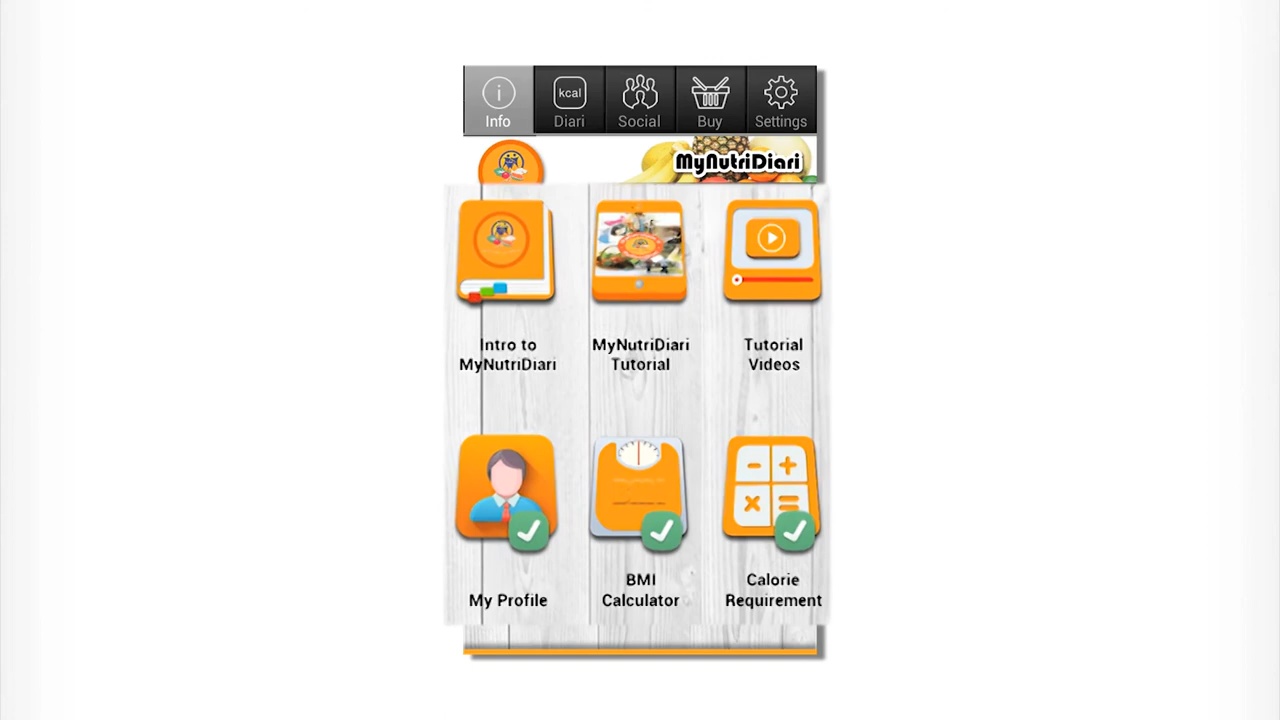 kcal
Info
Diari
Social
Buy
Settings
MyNutriDiari
Intro to
MyNutriDiari
MyNutriDiari
Tutorial
Tutorial
Videos
My Profile
BMI
Calculator
Calorie
Requirement